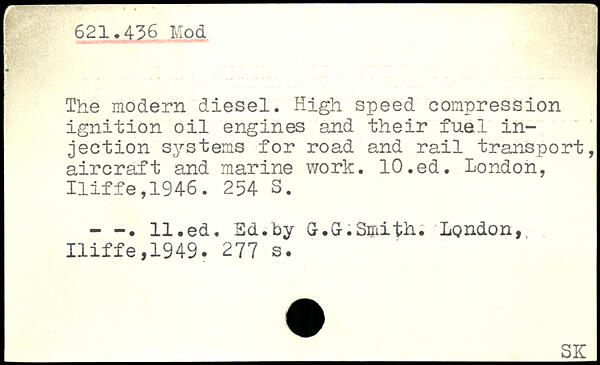 621.436 Mod
The modern diesel. High speed compression
ignition oil engines and their fuel in-
jection systems for road and rail transport,
aircraft and marine work. 10.ed. London,
Iliffe,1946. 254 S.
- -. 11.ed. Ed.by G.G.Smith. London,
Iliffe,1949. 277 s.
SK